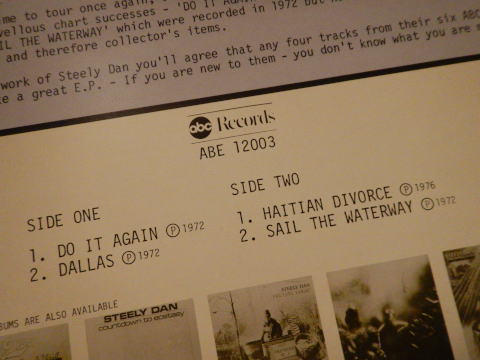 me to tour once again,
vellous chart successes - 'DO IT AGAIN,
IL THE WATERWAY' which were recorded in 1972 but
and therefore collector's items.
work of Steely Dan you'll agree that any four tracks from their six ABC
e a great E.P. - If you are new to them - you don't know what you are
abc Records
ABE 12003
SIDE ONE
1. DO IT AGAIN Ⓟ 1972
2. DALLAS Ⓟ 1972
SIDE TWO
1. HAITIAN DIVORCE Ⓟ 1976
2. SAIL THE WATERWAY Ⓟ 1972
BUMS ARE ALSO AVAILABLE
STEELY DAN
countdown to ecstasy
STEELY DAN